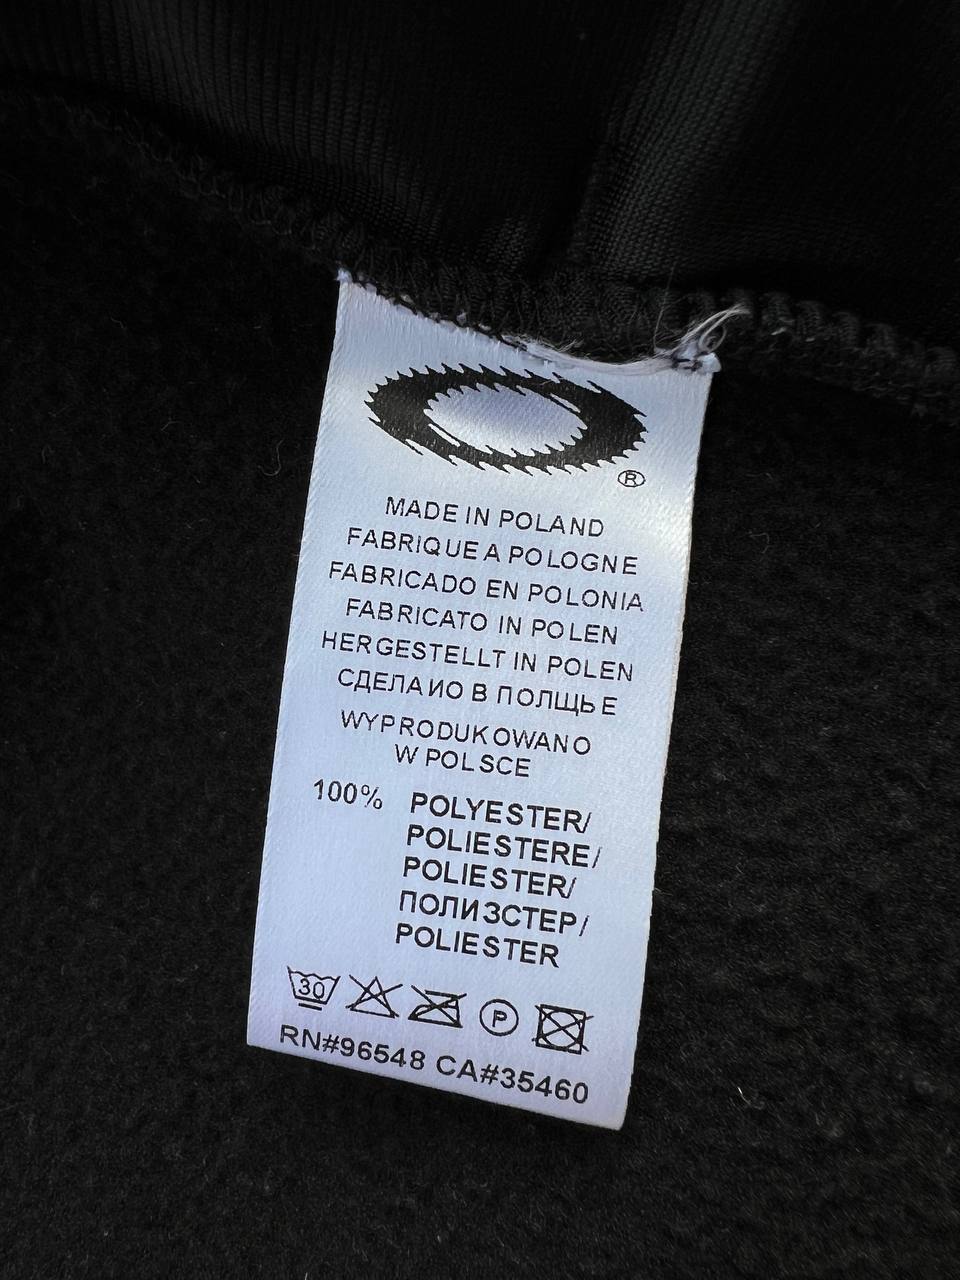 ®
MADE IN POLAND
FABRIQUE A POLOGNE
FABRICADO EN POLONIA
FABRICATO IN POLEN
HERGESTELLT IN POLEN
СДЕЛАИО В ПОЛЩЬЕ
WYPRODUKOWANO
W POLSCE
100% POLYESTER/
POLIESTERE/
POLIESTER/
ПОЛИЗСТЕР/
POLIESTER
30 P
RN#96548 CA#35460